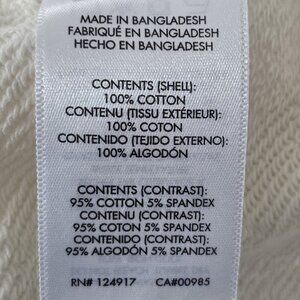 MADE IN BANGLADESH
FABRIQUÉ EN BANGLADESH
HECHO EN BANGLADESH
CONTENTS (SHELL):
100% COTTON
CONTENU (TISSU EXTÉRIEUR):
100% COTON
CONTENIDO (TEJIDO EXTERNO):
100% ALGODÓN
CONTENTS (CONTRAST):
95% COTTON 5% SPANDEX
CONTENU (CONTRAST):
95% COTON 5% SPANDEX
CONTENIDO (CONTRAST):
95% ALGODÓN 5% SPANDEX
RN# 124917 CA#00985